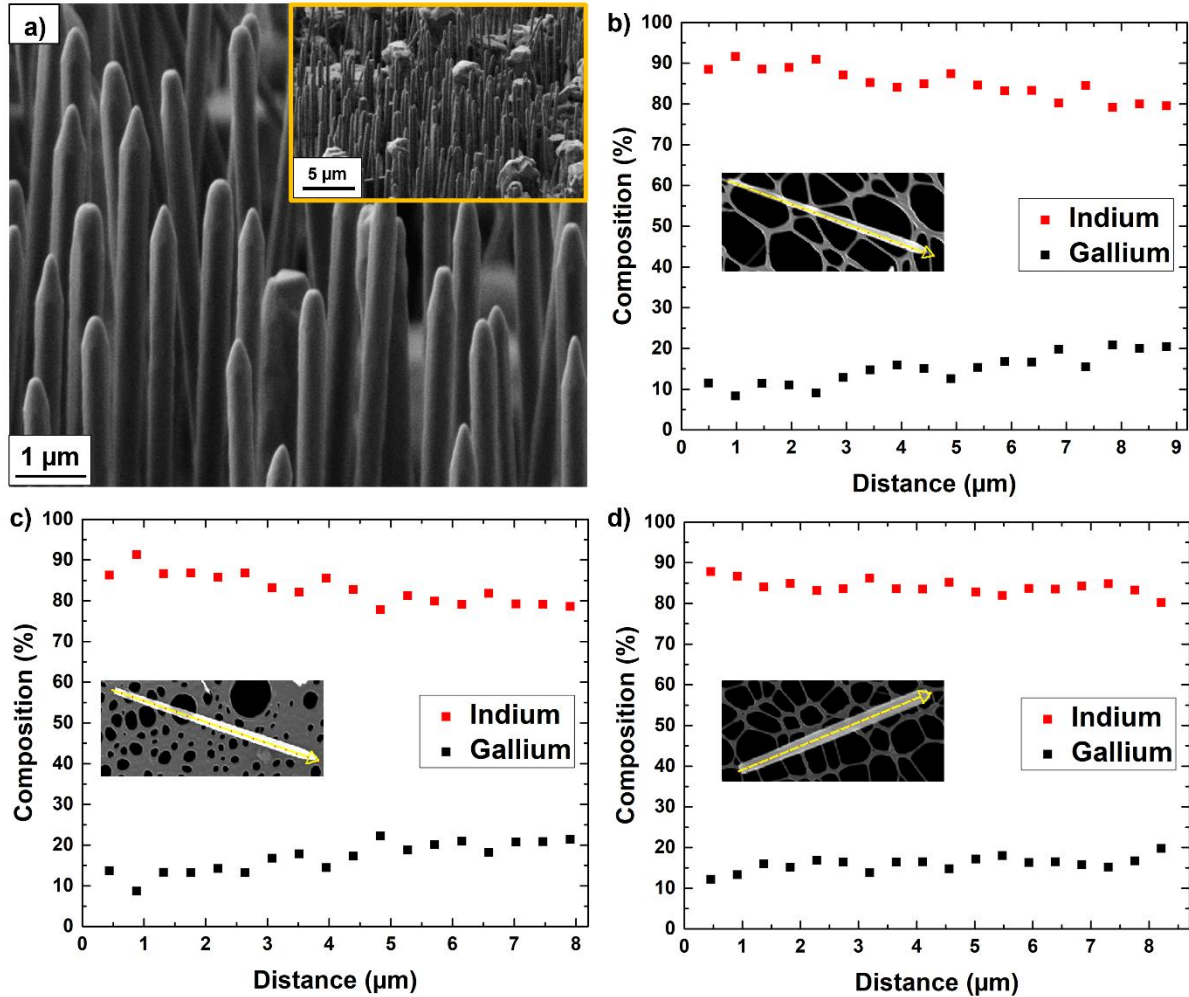 a)
5 µm
1 µm
b)
100
90
80
70
60
50
40
30
20
10
0
Composition (%)
Indium
Gallium
0 1 2 3 4 5 6 7 8 9
Distance (µm)
c)
100
90
80
70
60
50
40
30
20
10
0
Composition (%)
Indium
Gallium
0 1 2 3 4 5 6 7 8
Distance (µm)
d)
100
90
80
70
60
50
40
30
20
10
0
Composition (%)
Indium
Gallium
0 1 2 3 4 5 6 7 8
Distance (µm)